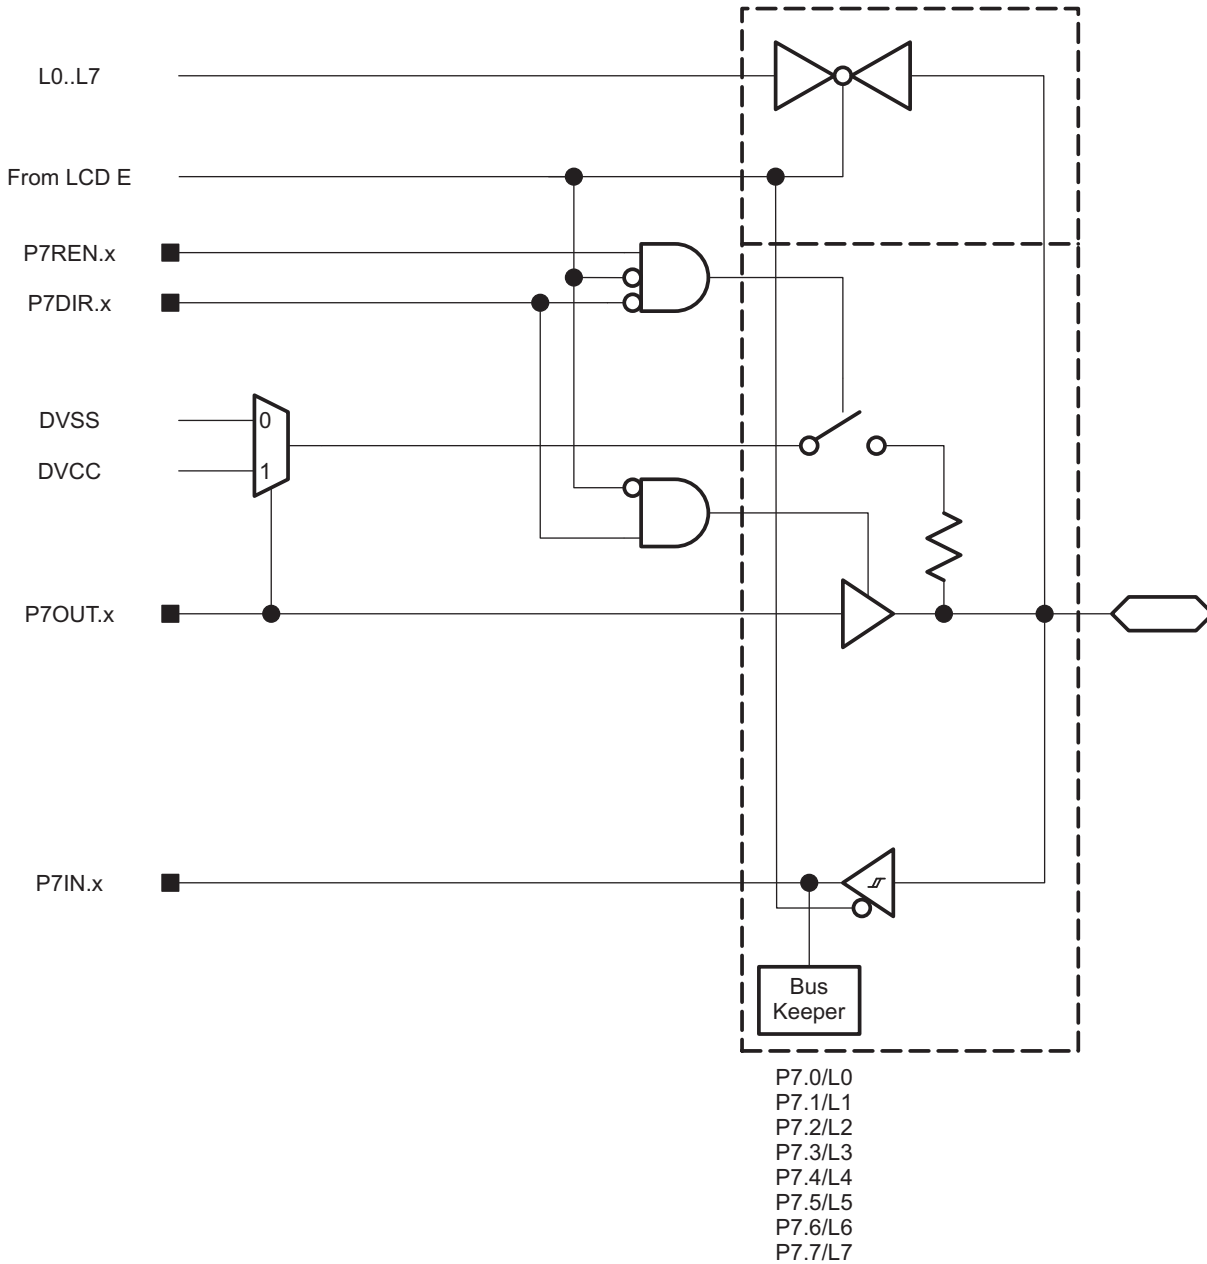 L0..L7
From LCD E
P7REN.x
P7DIR.x
DVSS
0
DVCC
1
P7OUT.x
P7IN.x
Bus
Keeper
P7.0/L0
P7.1/L1
P7.2/L2
P7.3/L3
P7.4/L4
P7.5/L5
P7.6/L6
P7.7/L7